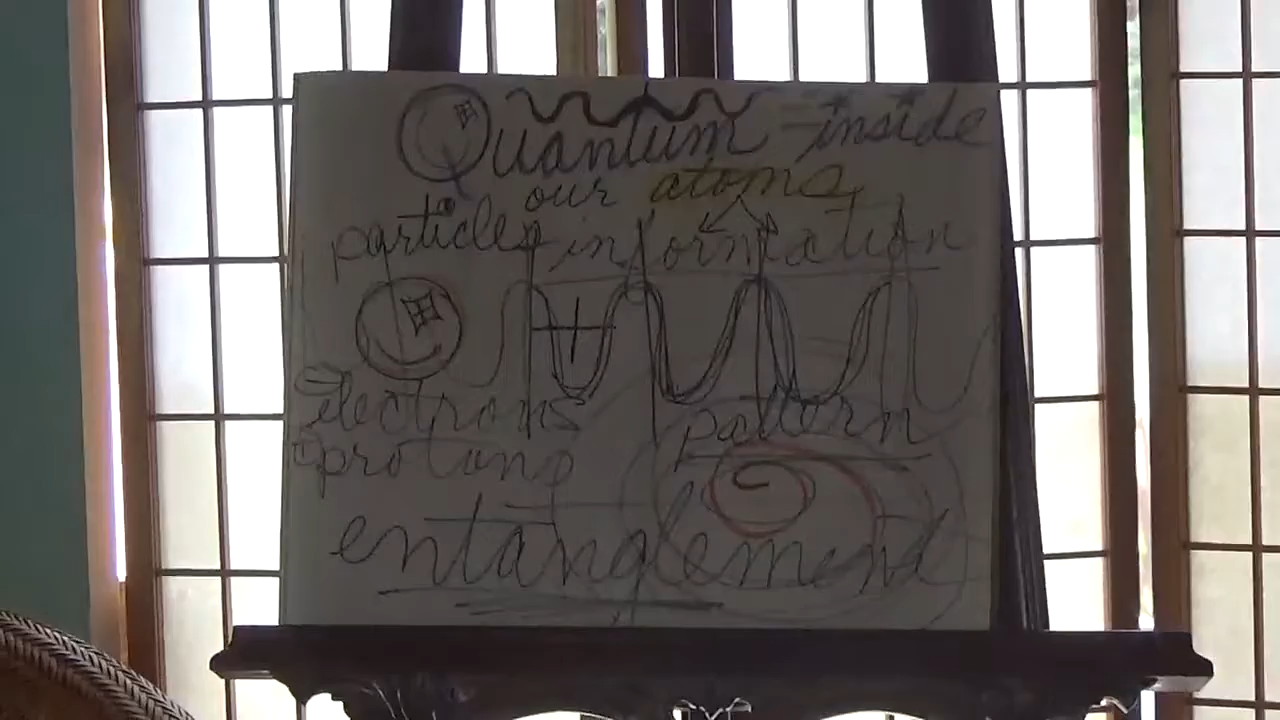 Quantum - inside
our atoms
particles - information
electrons
pattern
protons
entanglement